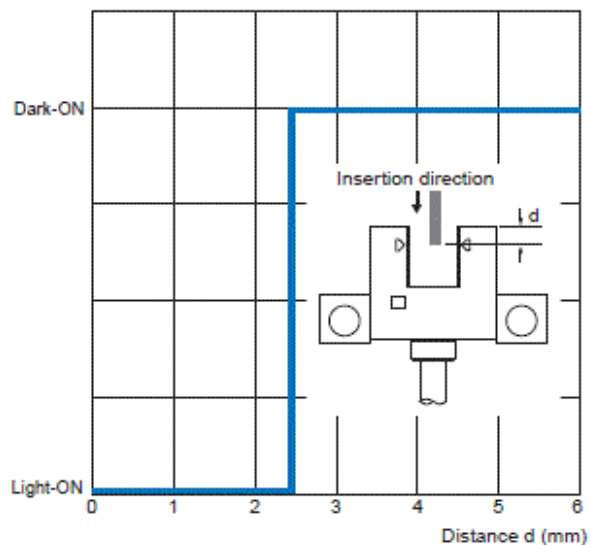 Dark-ON
Insertion direction
d
Light-ON
0 1 2 3 4 5 6
Distance d (mm)